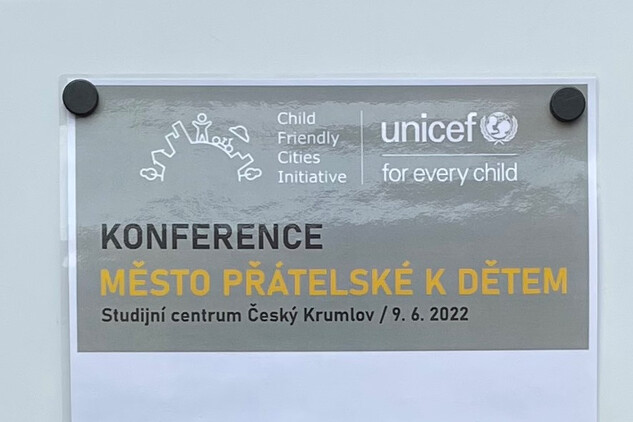 Child
Friendly
Cities
Initiative
unicef
for every child
KONFERENCE
MĚSTO PŘÁTELSKÉ K DĚTEM
Studijní centrum Český Krumlov / 9. 6. 2022